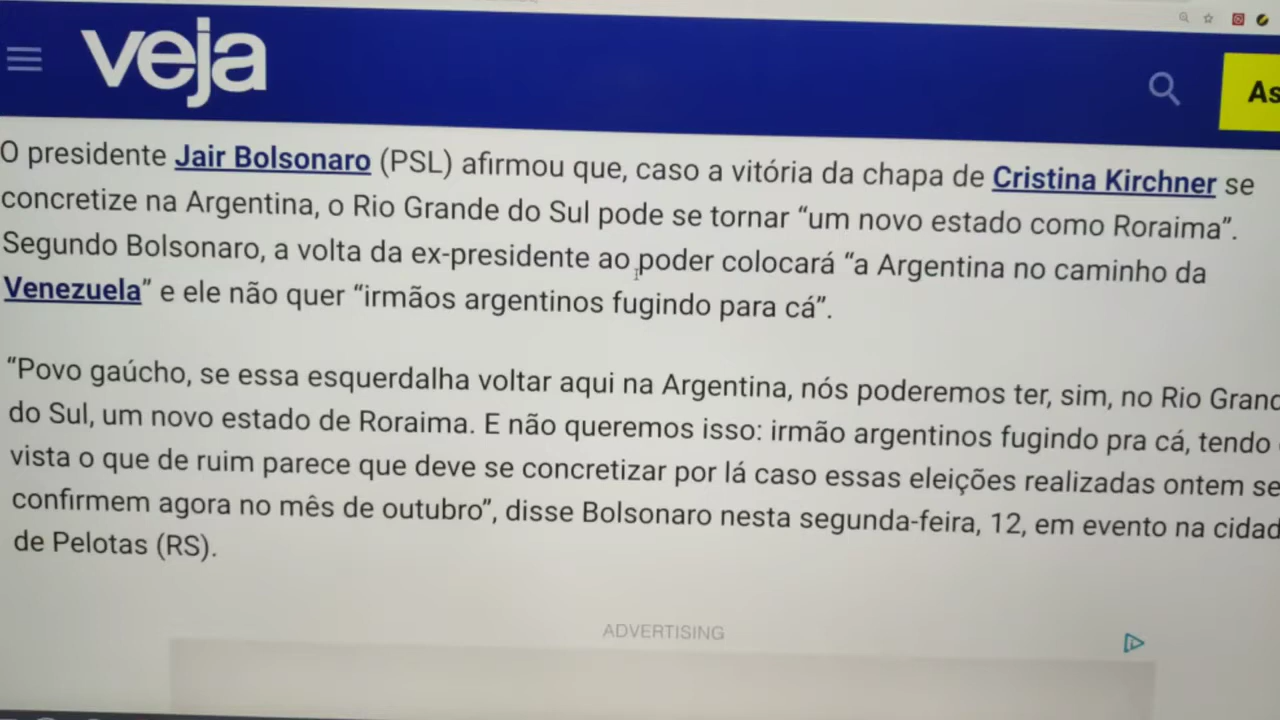 veja
As
O presidente Jair Bolsonaro (PSL) afirmou que, caso a vitória da chapa de Cristina Kirchner se
concretize na Argentina, o Rio Grande do Sul pode se tornar “um novo estado como Roraima”.
Segundo Bolsonaro, a volta da ex-presidente ao poder colocará “a Argentina no caminho da
Venezuela” e ele não quer “irmãos argentinos fugindo para cá”.
“Povo gaúcho, se essa esquerdalha voltar aqui na Argentina, nós poderemos ter, sim, no Rio Grand
do Sul, um novo estado de Roraima. E não queremos isso: irmão argentinos fugindo pra cá, tendo
vista o que de ruim parece que deve se concretizar por lá caso essas eleições realizadas ontem se
confirmem agora no mês de outubro”, disse Bolsonaro nesta segunda-feira, 12, em evento na cidad
de Pelotas (RS).
ADVERTISING